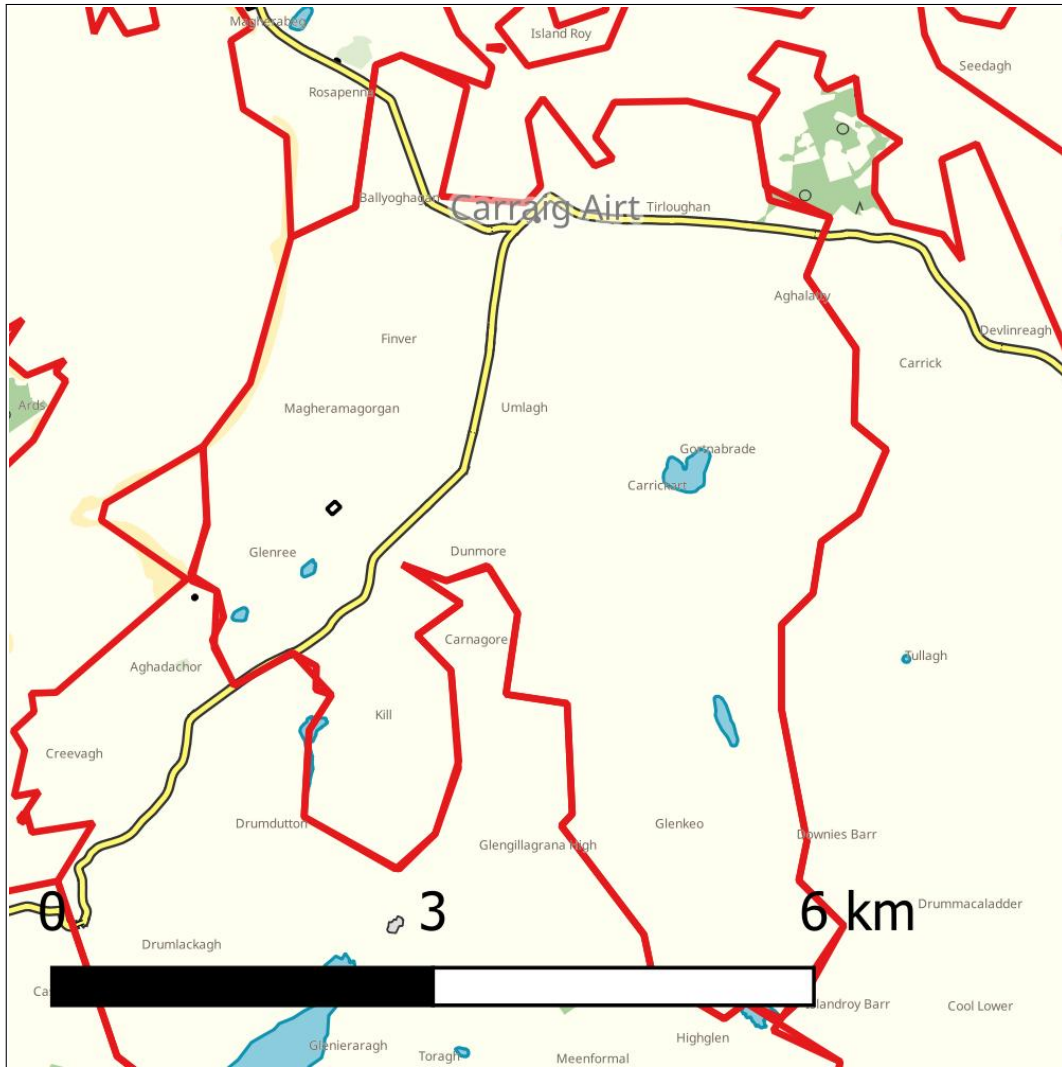 Magherabeg
Island Roy
Seedagh
Rosapenna
Ballyoghagan
Carraig Airt
Tirloughan
Aghalatty
Devlinreagh
Finver
Carrick
Ards
Magheramagorgan
Umlagh
Gortnabrade
Carrickart
Glenree
Dunmore
Carnagore
Aghadachor
Tullagh
Kill
Creevagh
Drumdutton
Glenkeo
Downies Barr
Glengillagrana High
0 3 6 km
Drummacaladder
Drumlackagh
Islandroy Barr
Cool Lower
Highglen
Glenieraragh
Toragh
Meenformal